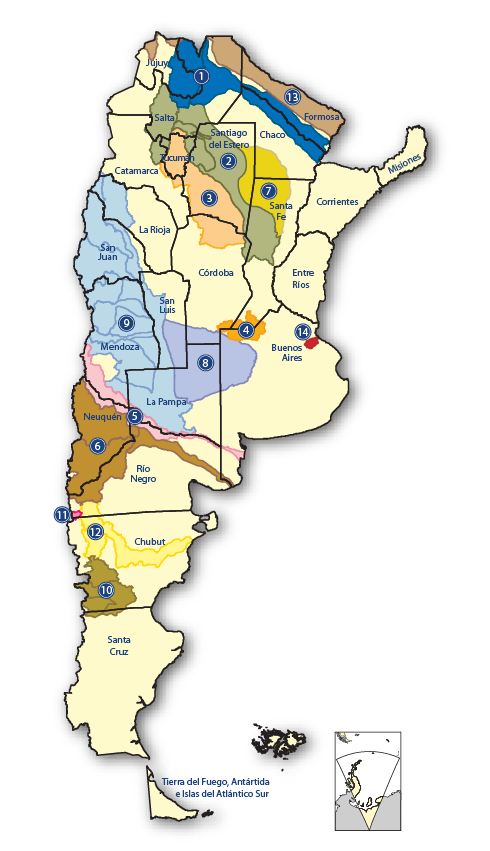 Jujuy
1
13
Formosa
Salta
Santiago
del Estero
Chaco
Tucumán
2
Misiones
Catamarca
7
3
Santa
Fe
Corrientes
La Rioja
San
Juan
Córdoba
Entre
Ríos
San
Luis
9
4
14
Mendoza
Buenos
Aires
8
La Pampa
Neuquén
5
6
Río
Negro
11
12
Chubut
10
Santa
Cruz
Tierra del Fuego, Antártida
e Islas del Atlántico Sur